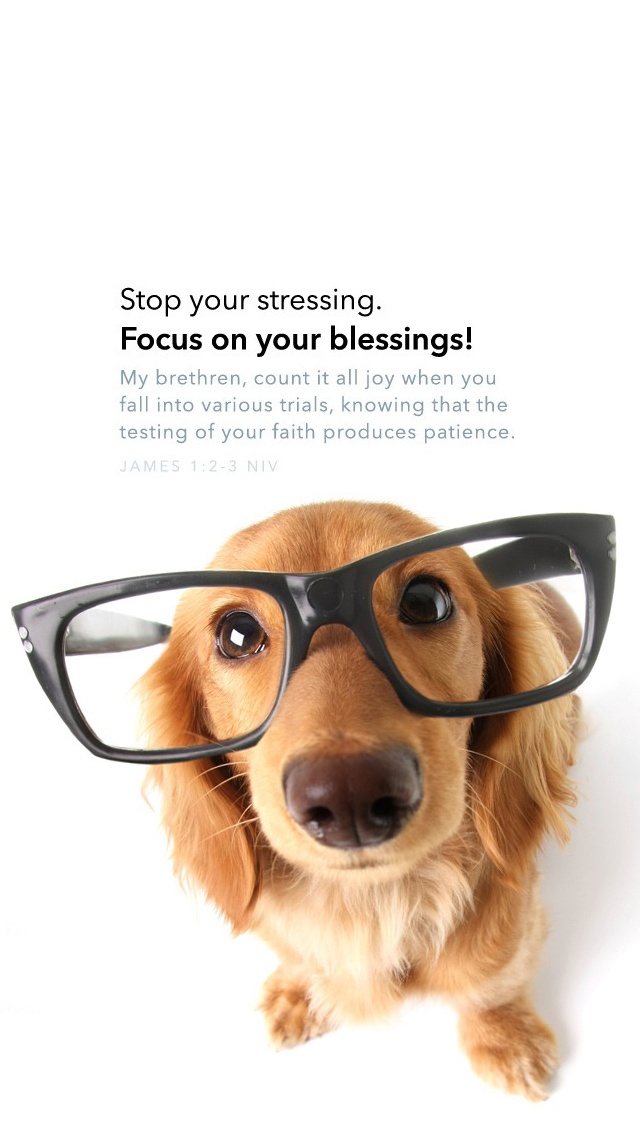 Stop your stressing.
Focus on your blessings!
My brethren, count it all joy when you
fall into various trials, knowing that the
testing of your faith produces patience.
JAMES 1:2-3 NIV